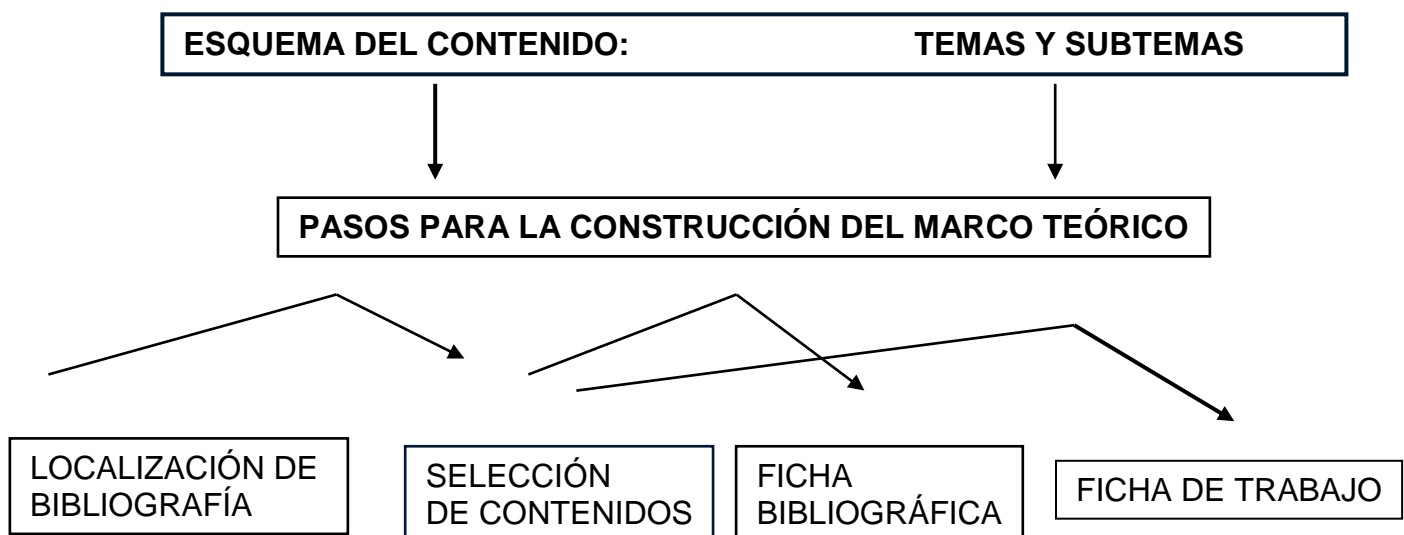 ESQUEMA DEL CONTENIDO: TEMAS Y SUBTEMAS
PASOS PARA LA CONSTRUCCIÓN DEL MARCO TEÓRICO
LOCALIZACIÓN DE
BIBLIOGRAFÍA
SELECCIÓN
DE CONTENIDOS
FICHA
BIBLIOGRÁFICA
FICHA DE TRABAJO